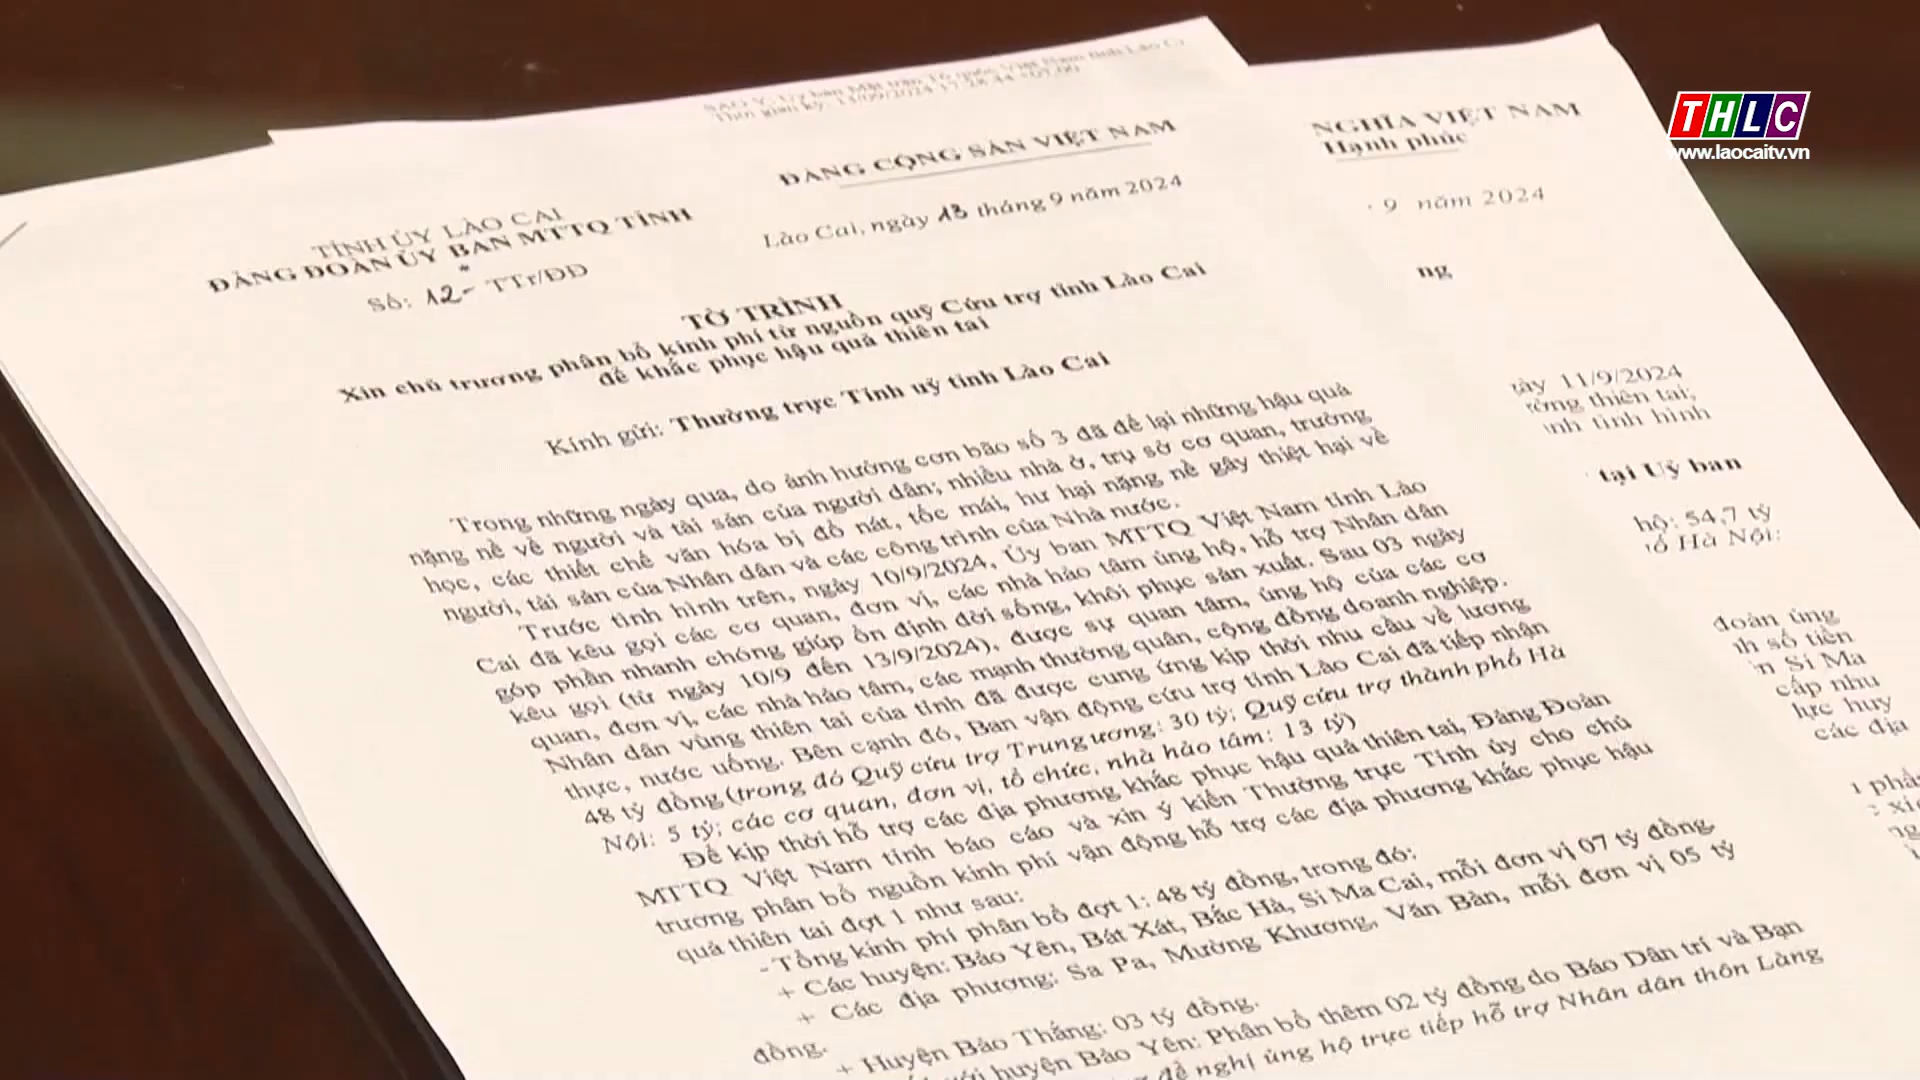 Thời gian ký: 13/09/2024 17:28:44 +07:00
TỈNH ỦY LÀO CAI
ĐẢNG ĐOÀN ỦY BAN MTTQ TỈNH
*
Số: 12- TTr/ĐĐ
ĐẢNG CỘNG SẢN VIỆT NAM
Lào Cai, ngày 13 tháng 9 năm 2024
TỜ TRÌNH
Xin chủ trương phân bổ kinh phí từ nguồn quỹ Cứu trợ tỉnh Lào Cai
để khắc phục hậu quả thiên tai
Kính gửi: Thường trực Tỉnh uỷ tỉnh Lào Cai
Trong những ngày qua, do ảnh hưởng cơn bão số 3 đã để lại những hậu quả
nặng nề về người và tài sản của người dân; nhiều nhà ở, trụ sở cơ quan, trường
học, các thiết chế văn hóa bị đổ nát, tốc mái, hư hại nặng nề gây thiệt hại về
người, tài sản của Nhân dân và các công trình của Nhà nước.
Trước tình hình trên, ngày 10/9/2024, Ủy ban MTTQ Việt Nam tỉnh Lào
Cai đã kêu gọi các cơ quan, đơn vị, các nhà hảo tâm ủng hộ, hỗ trợ Nhân dân
góp phần nhanh chóng giúp ổn định đời sống, khôi phục sản xuất. Sau 03 ngày
kêu gọi (từ ngày 10/9 đến 13/9/2024), được sự quan tâm, ủng hộ của các cơ
quan, đơn vị, các nhà hảo tâm, các mạnh thường quân, cộng đồng doanh nghiệp.
Nhân dân vùng thiên tai của tỉnh đã được cung ứng kịp thời nhu cầu về lương
thực, nước uống. Bên cạnh đó, Ban vận động cứu trợ tỉnh Lào Cai đã tiếp nhận
48 tỷ đồng (trong đó Quỹ cứu trợ Trung ương: 30 tỷ; Quỹ cứu trợ thành phố Hà
Nội: 5 tỷ; các cơ quan, đơn vị, tổ chức, nhà hảo tâm: 13 tỷ)
Để kịp thời hỗ trợ các địa phương khắc phục hậu quả thiên tai, Đảng Đoàn
MTTQ Việt Nam tỉnh báo cáo và xin ý kiến Thường trực Tỉnh ủy cho chủ
trương phân bổ nguồn kinh phí vận động hỗ trợ các địa phương khắc phục hậu
quả thiên tai đợt 1 như sau:
- Tổng kinh phí phân bổ đợt 1: 48 tỷ đồng, trong đó:
+ Các huyện: Bảo Yên, Bát Xát, Bắc Hà, Si Ma Cai, mỗi đơn vị 07 tỷ đồng.
+ Các địa phương: Sa Pa, Mường Khương, Văn Bàn, mỗi đơn vị 05 tỷ
đồng.
+ Huyện Bảo Thắng: 03 tỷ đồng.
với huyện Bảo Yên: Phân bổ thêm 02 tỷ đồng do Báo Dân trí và Bạn
đề nghị ủng hộ trực tiếp hỗ trợ Nhân dân thôn Làng
NGHĨA VIỆT NAM
Hạnh phúc
9 năm 2024
ng
11/9/2024
thiên tai;
tình hình
tại Uỷ ban
hộ: 54,7 tỷ
Hà Nội:
đoàn ủng
số tiền
Si Ma
cấp nhu
lực huy
các địa
THLC
www.laocaitv.vn